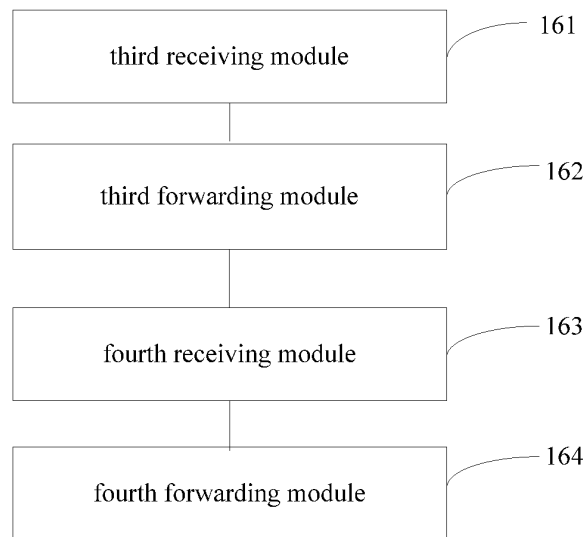 third receiving module
161
third forwarding module
162
fourth receiving module
163
fourth forwarding module
164